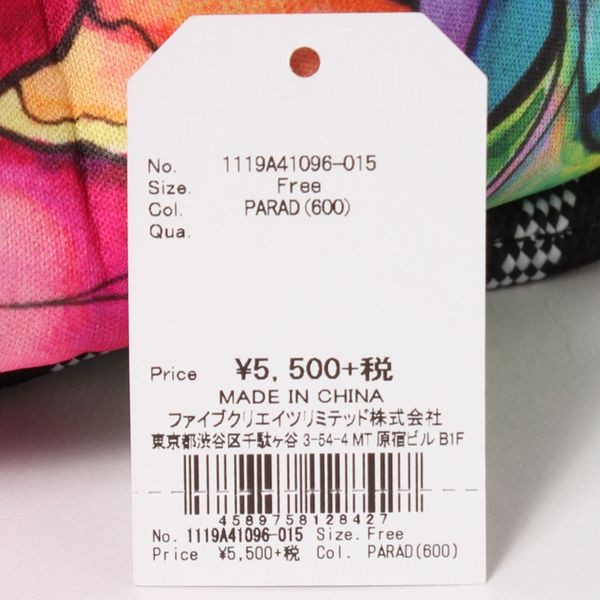 No. 1119A41096-015
Size. Free
Col. PARAD(600)
Qua.
Price ¥5,500+税
MADE IN CHINA
ファイブクリエイツリミテッド株式会社
東京都渋谷区千駄ヶ谷 3-54-4 MT 原宿ビル B1F
4589758128427
No. 1119A41096-015 Size. Free
Price ¥5,500+税 Col. PARAD(600)